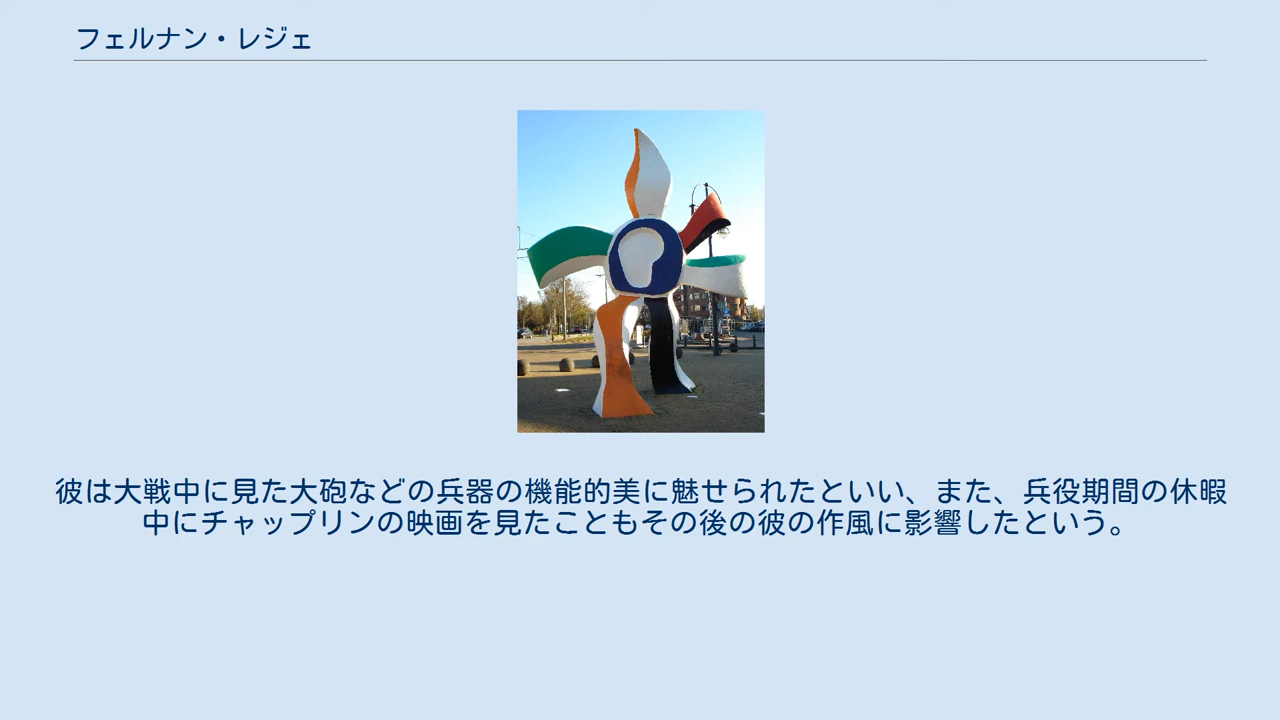 フェルナン・レジェ
彼は大戦中に見た大砲などの兵器の機能的美に魅せられたといい、また、兵役期間の休暇
中にチャップリンの映画を見たこともその後の彼の作風に影響したという。